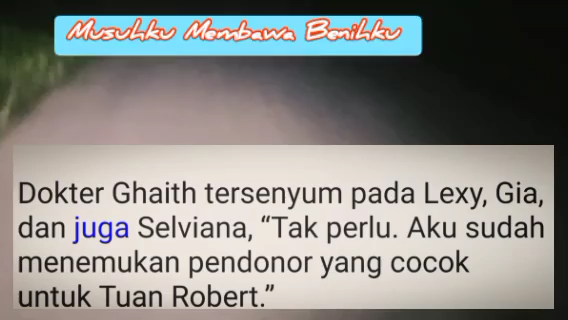 Musuhku Membawa Benihku
Dokter Ghaith tersenyum pada Lexy, Gia,
dan juga Selviana, “Tak perlu. Aku sudah
menemukan pendonor yang cocok
untuk Tuan Robert.”